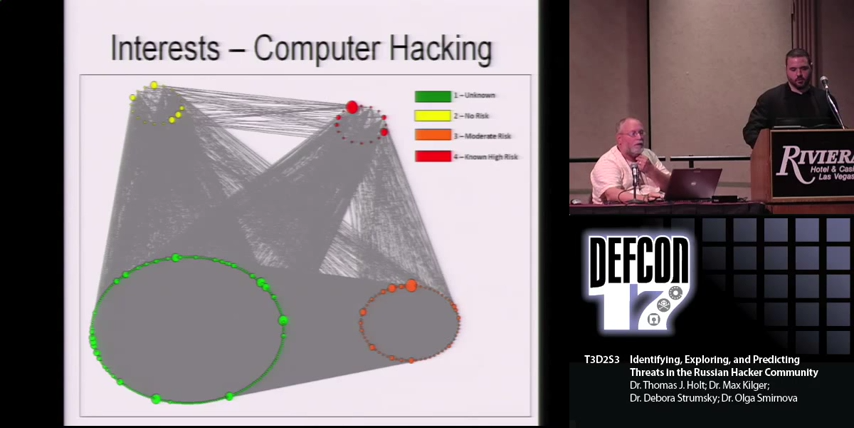 Interests – Computer Hacking
1 – Unknown
2 – No Risk
3 – Moderate Risk
4 – Known High Risk
RIVIERA
Hotel & Cas
Las Vegas
DEFCON
17
T3D2S3 Identifying, Exploring, and Predicting
Threats in the Russian Hacker Community
Dr. Thomas J. Holt; Dr. Max Kilger;
Dr. Debora Strumsky; Dr. Olga Smirnova